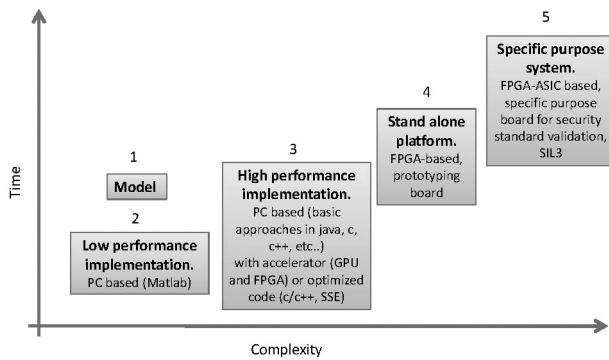 5
Specific purpose
system.
FPGA-ASIC based,
specific purpose
board for security
standard validation,
SIL3
4
Stand alone
platform.
FPGA-based,
prototyping
board
3
High performance
implementation.
PC based (basic
approaches in java, c,
c++, etc..)
with accelerator (GPU
and FPGA) or optimized
code (c/c++, SSE)
1
Model
2
Low performance
implementation.
PC based (Matlab)
Time
Complexity